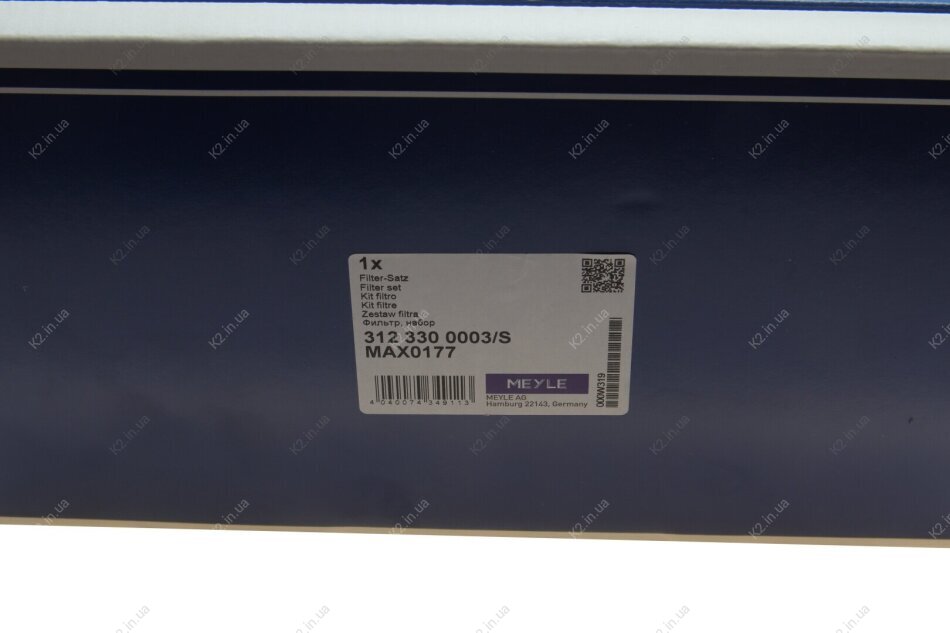 1x
Filter-Satz
Filter set
Kit filtro
Kit filtre
Zestaw filtra
Фильтр, набор
312 330 0003/S
MAX0177
4 040074 349113
MEYLE
MEYLE AG
Hamburg 22143, Germany
000W319
K2.in.ua